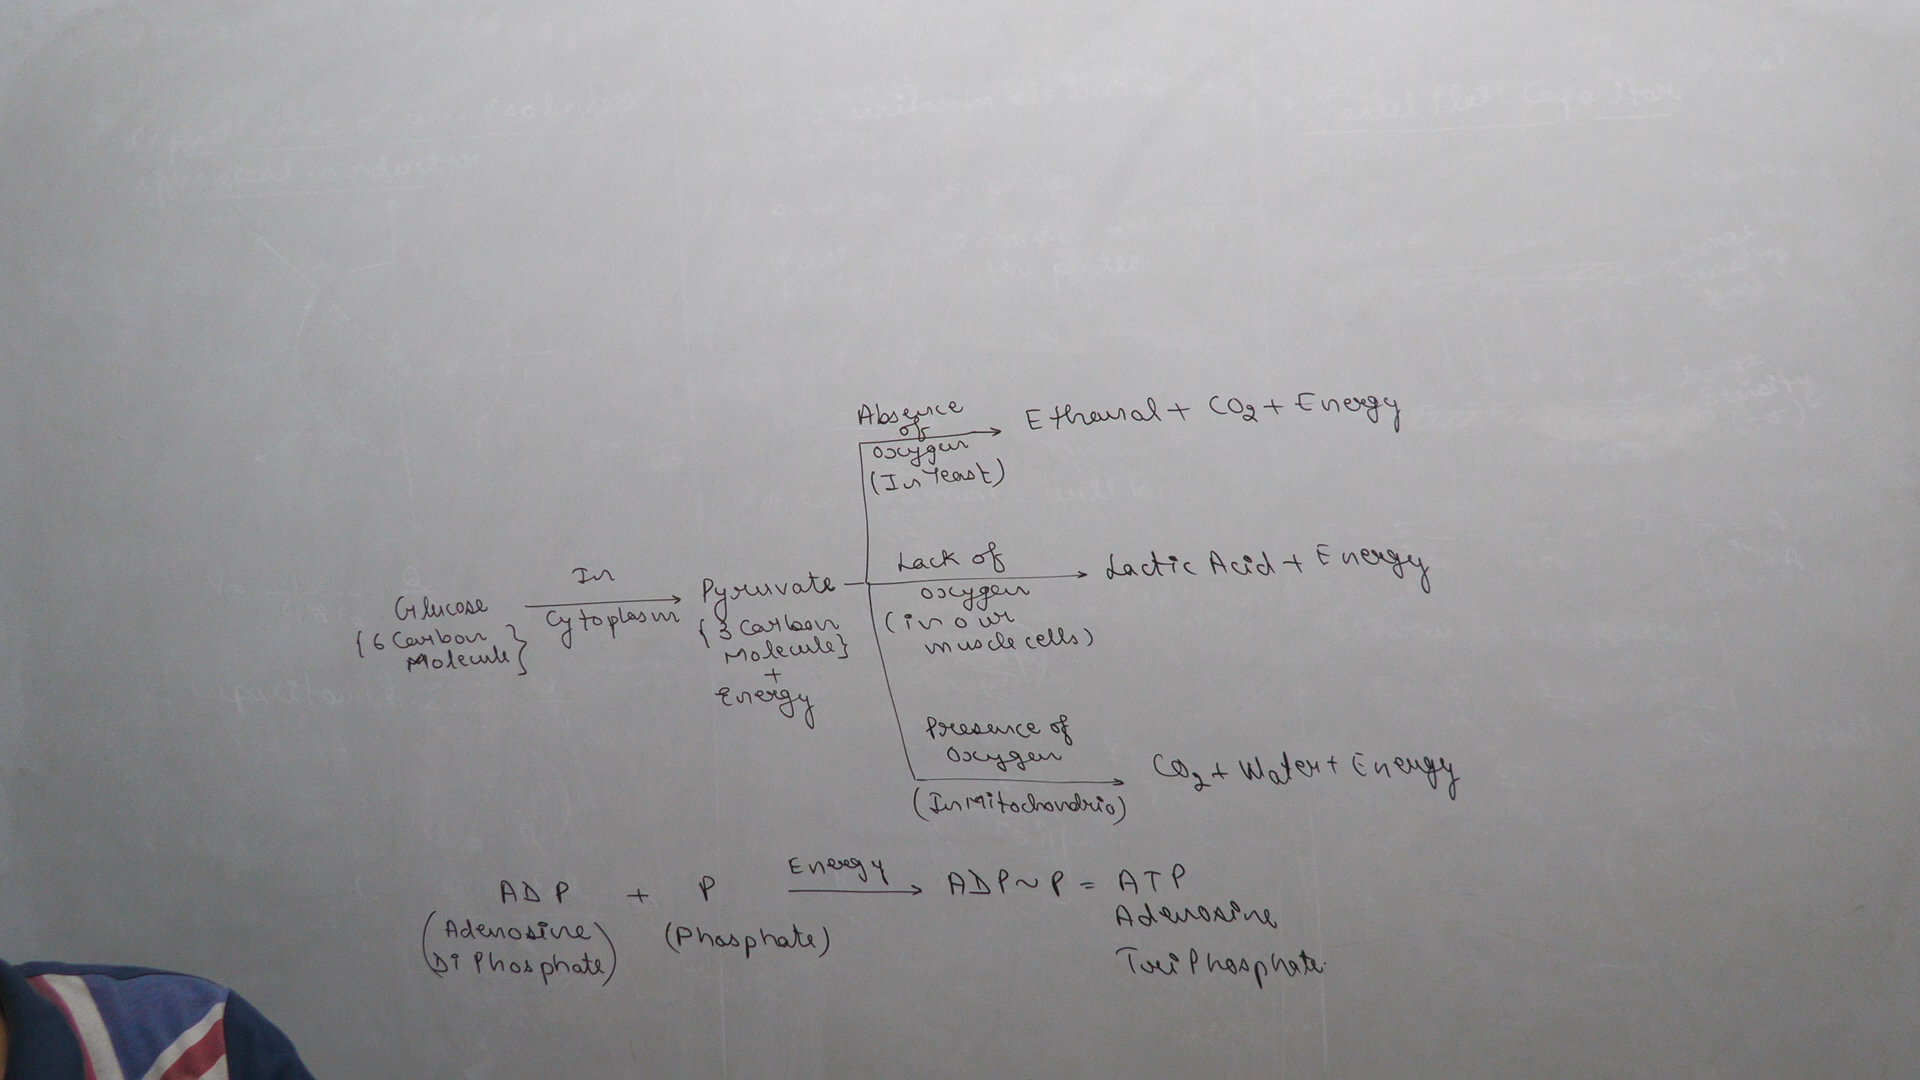 Absence
of
oxygen
(In Yeast)
Ethanol + CO2 + Energy
Lack of
oxygen
(in our
muscle cells)
Lactic Acid + Energy
Glucose
{6 Carbon
Molecule}
In
Cytoplasm
Pyruvate
{3 Carbon
Molecule}
+
Energy
Presence of
Oxygen
(In Mitochondria)
CO2 + Water + Energy
ADP + P Energy ADP~P = ATP
(Adenosine
Di Phosphate)
(Phosphate)
Adenosine
Tri Phosphate